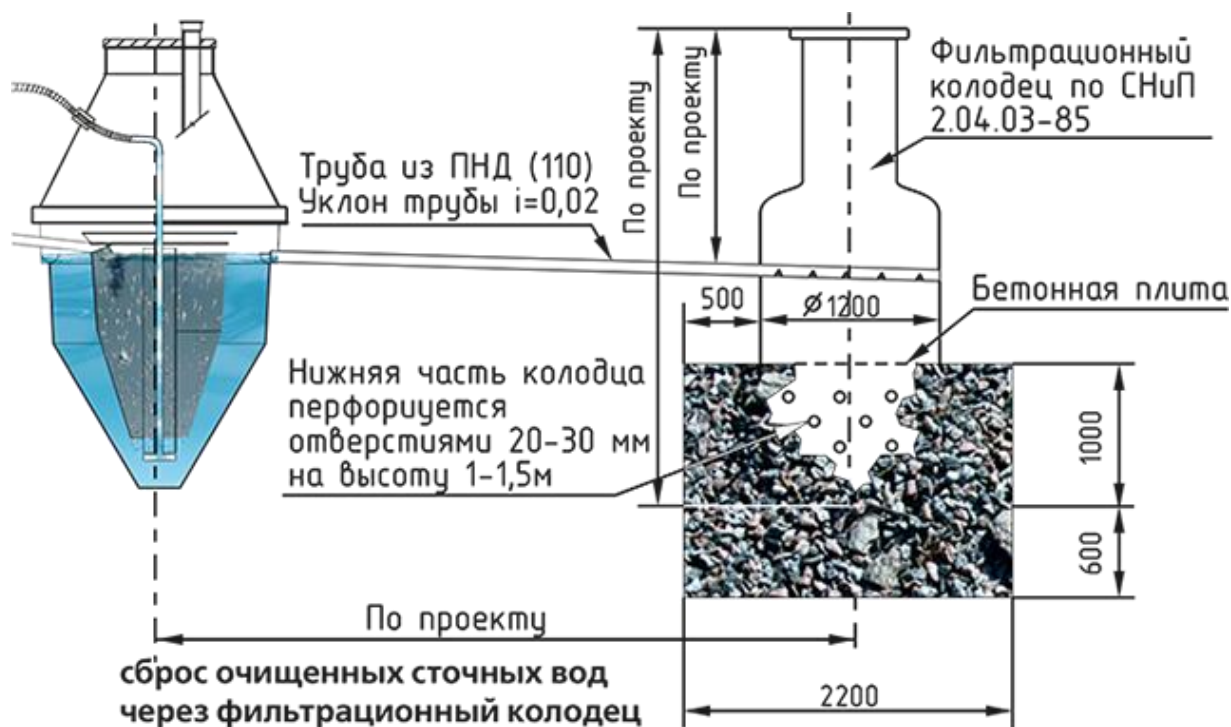 Фильтрационный
колодец по СНиП
2.04.03-85
По проекту
По проекту
Труба из ПНД (110)
Уклон трубы i=0,02
500
Ø1200
Бетонная плита
Нижняя часть колодца
перфорируется
отверстиями 20-30 мм
на высоту 1-1,5м
1000
600
По проекту
сброс очищенных сточных вод
через фильтрационный колодец
2200